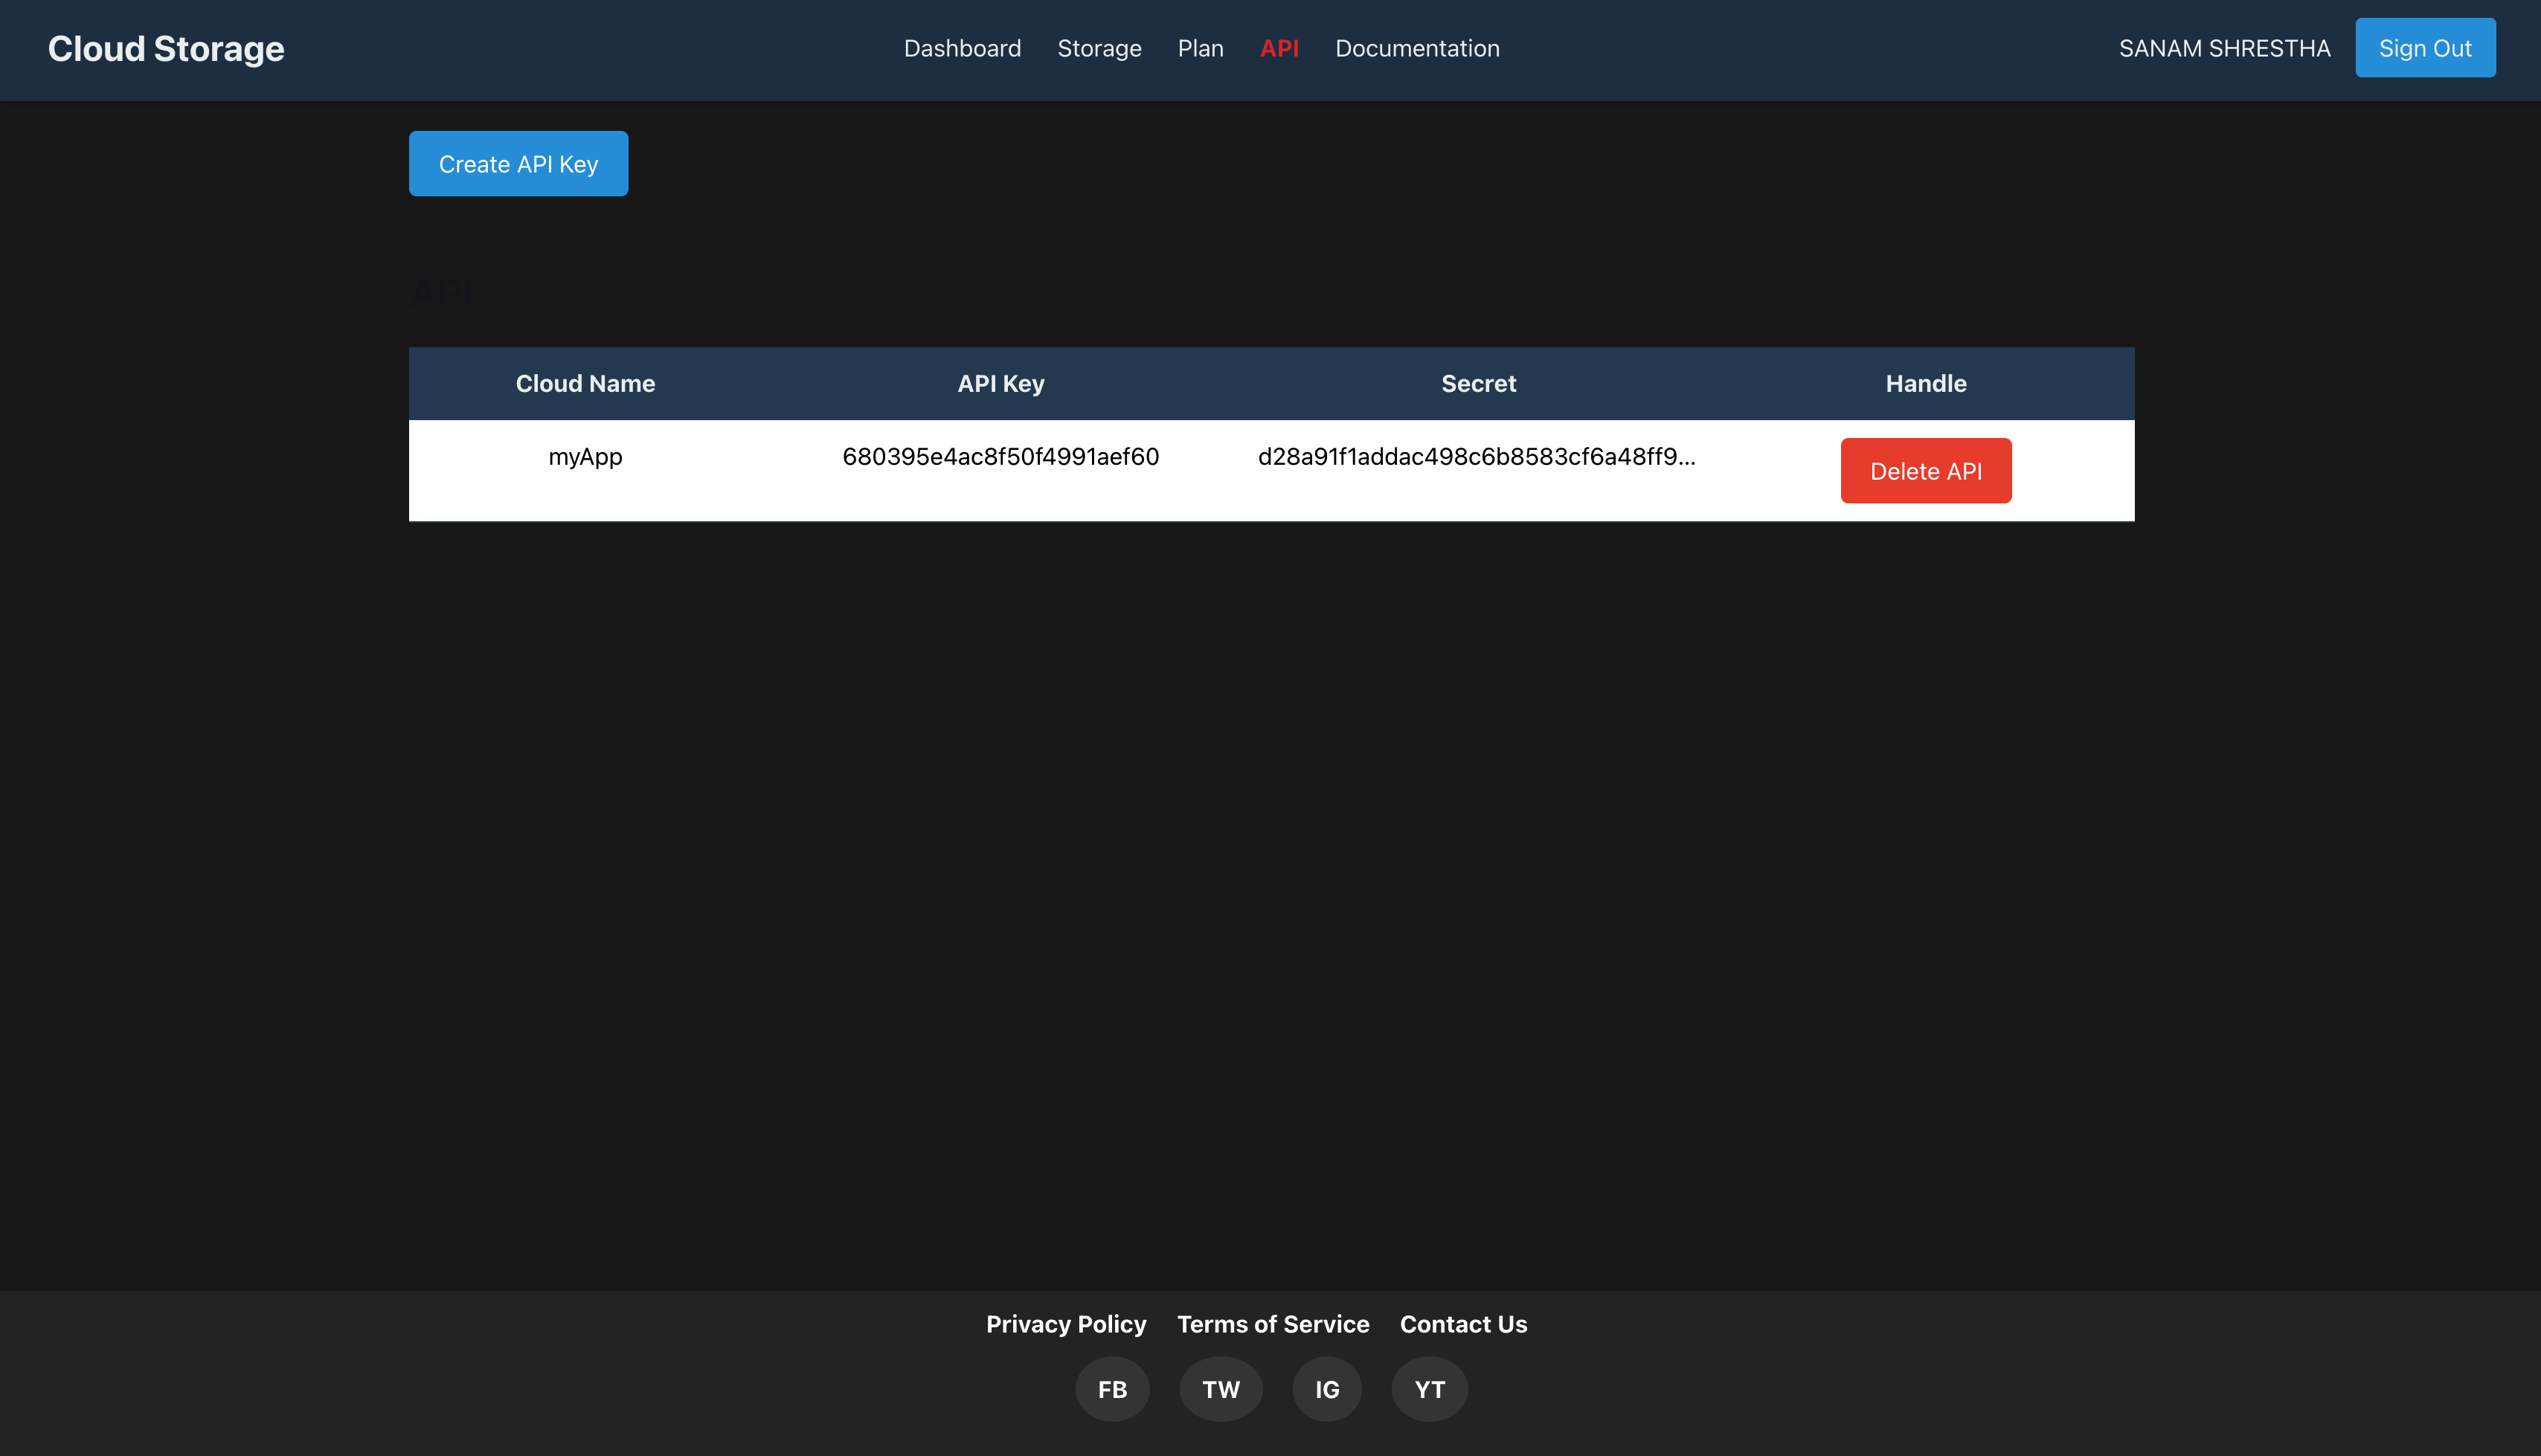 Cloud Storage
Dashboard Storage Plan API Documentation
SANAM SHRESTHA Sign Out
Create API Key
API
Cloud Name API Key Secret Handle
myApp 680395e4ac8f50f4991aef60 d28a91f1addac498c6b8583cf6a48ff9... Delete API
Privacy Policy Terms of Service Contact Us
FB TW IG YT